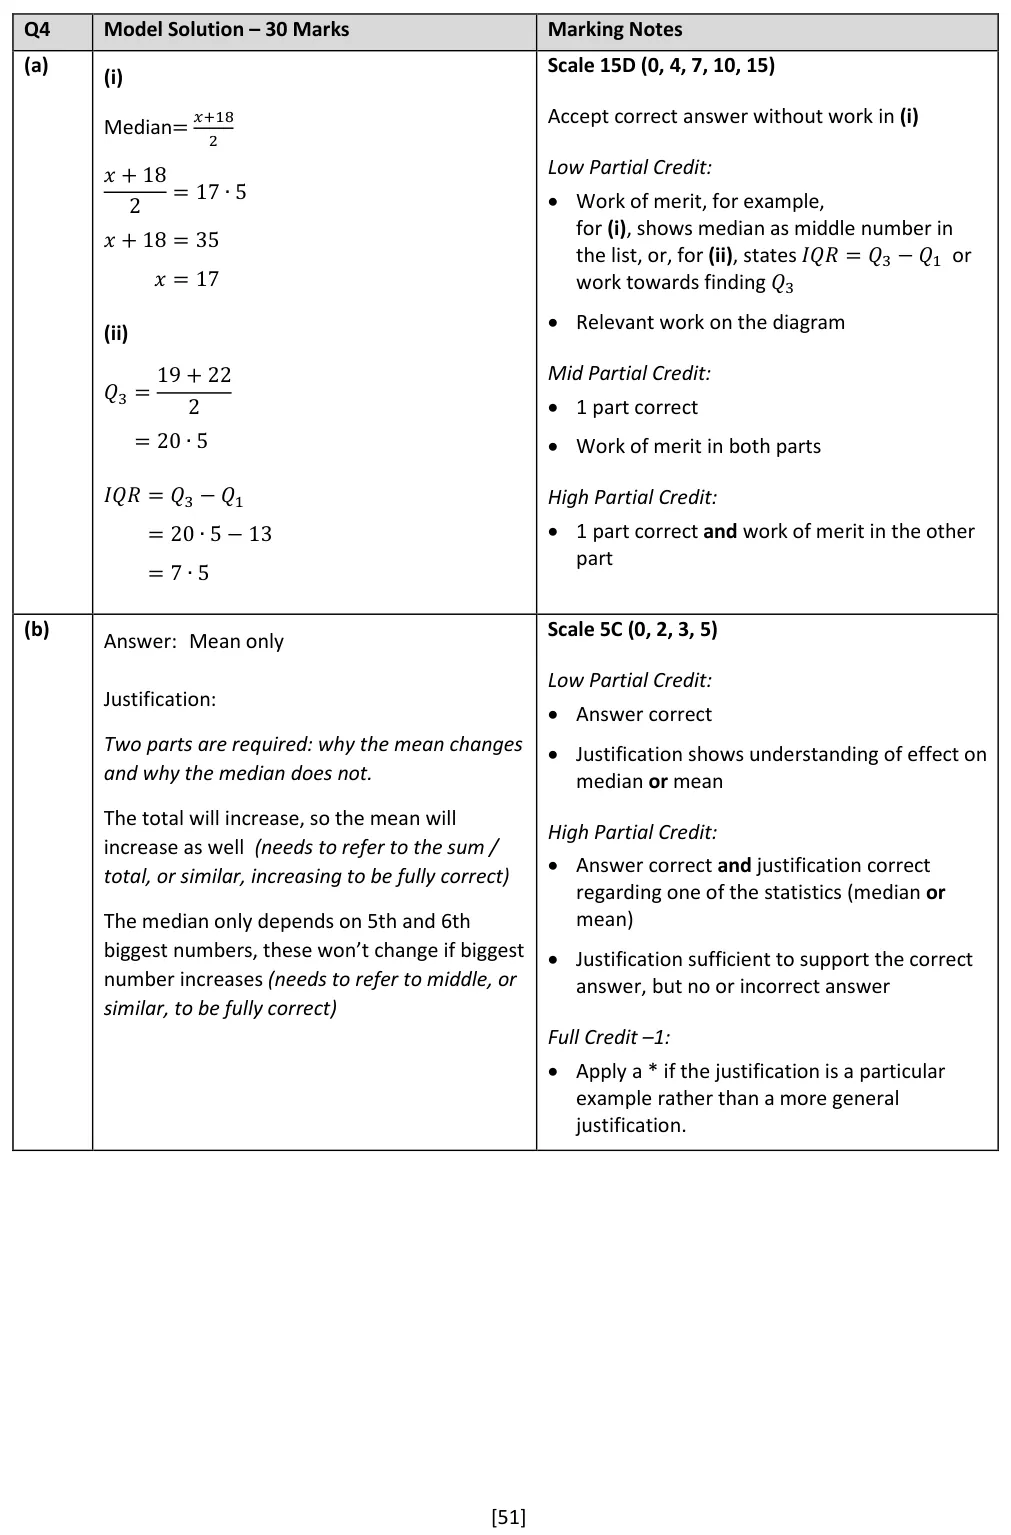 Q4 Model Solution – 30 Marks Marking Notes
(a)
(i)
Median= x+18/2
x + 18/2 = 17 · 5
x + 18 = 35
x = 17
(ii)
Q₃ = 19 + 22/2
= 20 · 5
IQR = Q₃ − Q₁
= 20 · 5 − 13
= 7 · 5
Scale 15D (0, 4, 7, 10, 15)
Accept correct answer without work in (i)
Low Partial Credit:
• Work of merit, for example,
for (i), shows median as middle number in
the list, or, for (ii), states IQR = Q₃ − Q₁ or
work towards finding Q₃
• Relevant work on the diagram
Mid Partial Credit:
• 1 part correct
• Work of merit in both parts
High Partial Credit:
• 1 part correct and work of merit in the other
part
(b)
Answer: Mean only
Justification:
Two parts are required: why the mean changes
and why the median does not.
The total will increase, so the mean will
increase as well (needs to refer to the sum /
total, or similar, increasing to be fully correct)
The median only depends on 5th and 6th
biggest numbers, these won’t change if biggest
number increases (needs to refer to middle, or
similar, to be fully correct)
Scale 5C (0, 2, 3, 5)
Low Partial Credit:
• Answer correct
• Justification shows understanding of effect on
median or mean
High Partial Credit:
• Answer correct and justification correct
regarding one of the statistics (median or
mean)
• Justification sufficient to support the correct
answer, but no or incorrect answer
Full Credit –1:
• Apply a * if the justification is a particular
example rather than a more general
justification.
[51]